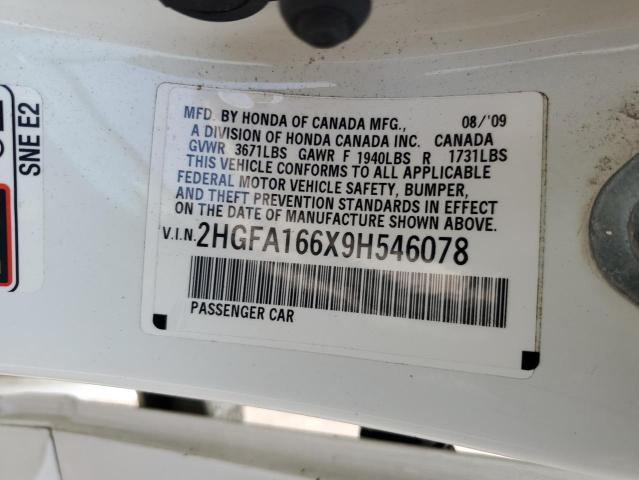 SNE E2
MFD. BY HONDA OF CANADA MFG., 08/'09
A DIVISION OF HONDA CANADA INC. CANADA
GVWR 3671LBS GAWR F 1940LBS R 1731LBS
THIS VEHICLE CONFORMS TO ALL APPLICABLE
FEDERAL MOTOR VEHICLE SAFETY, BUMPER,
AND THEFT PREVENTION STANDARDS IN EFFECT
ON THE DATE OF MANUFACTURE SHOWN ABOVE.
V.I.N. 2HGFA166X9H546078
PASSENGER CAR